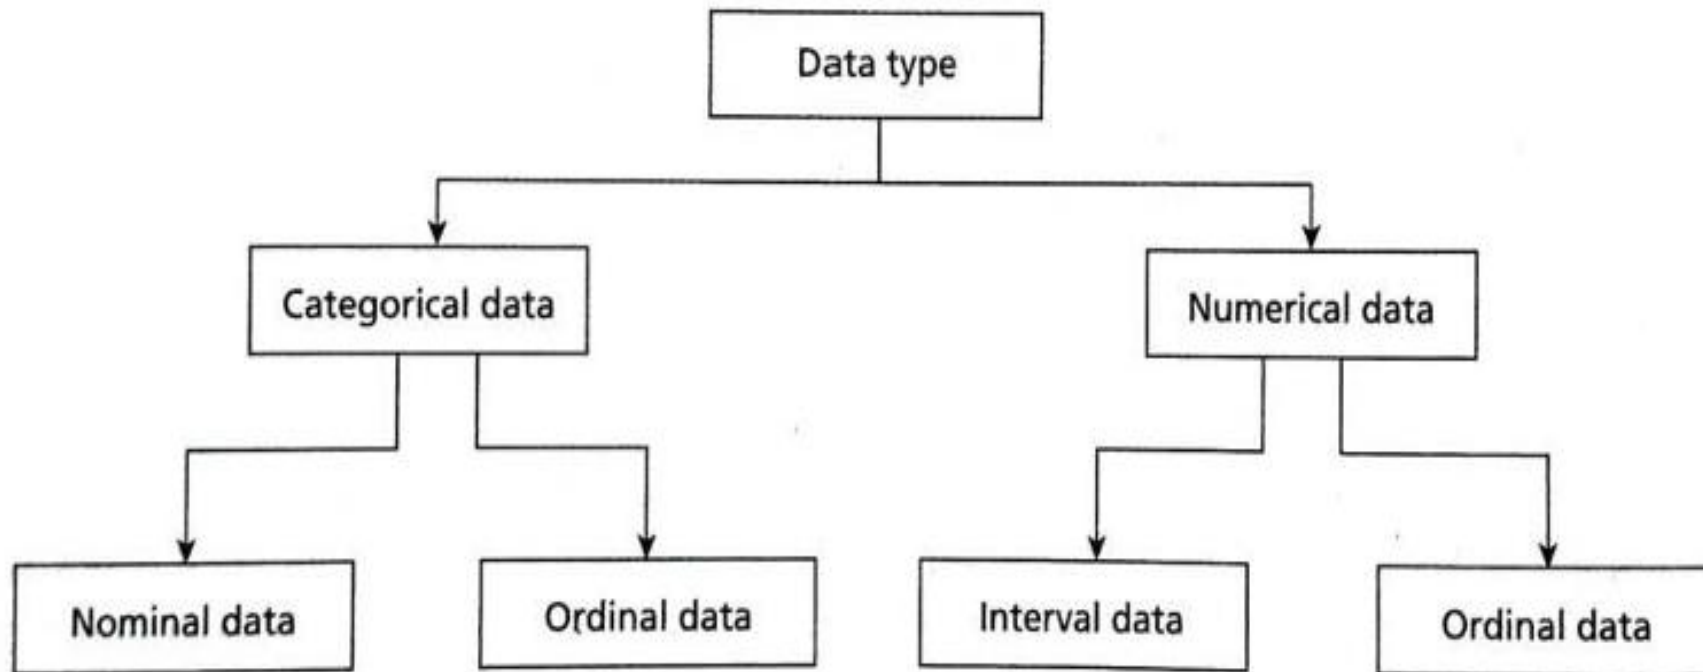 Data type
Categorical data
Numerical data
Nominal data
Ordinal data
Interval data
Ordinal data